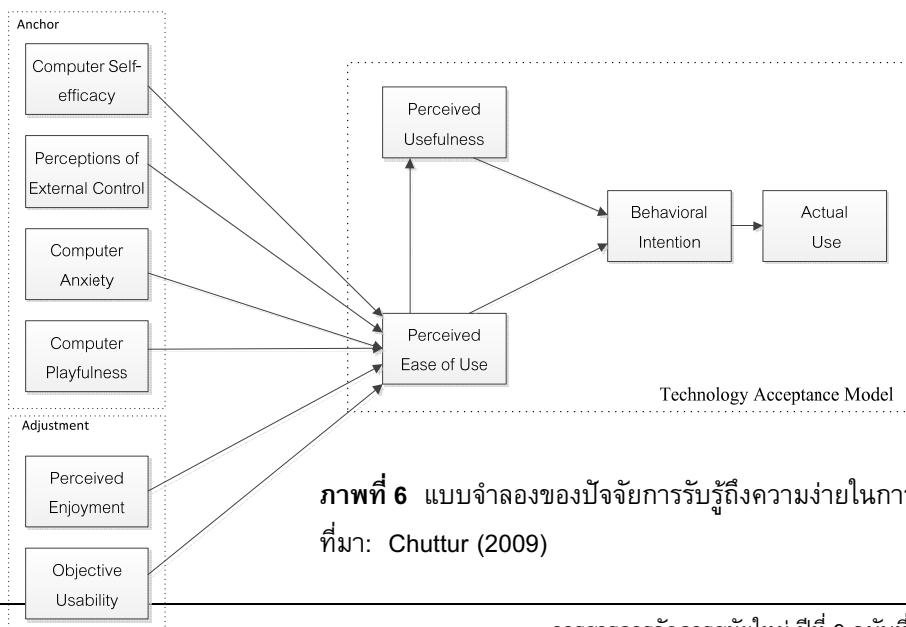 Anchor
Computer Self-
efficacy
Perceptions of
External Control
Computer
Anxiety
Computer
Playfulness
Adjustment
Perceived
Enjoyment
Objective
Usability
Perceived
Usefulness
Perceived
Ease of Use
Behavioral
Intention
Actual
Use
Technology Acceptance Model
ภาพที่ 6 แบบจำลองของปัจจัยการรับรู้ถึงความง่ายในการ
ที่มา: Chuttur (2009)